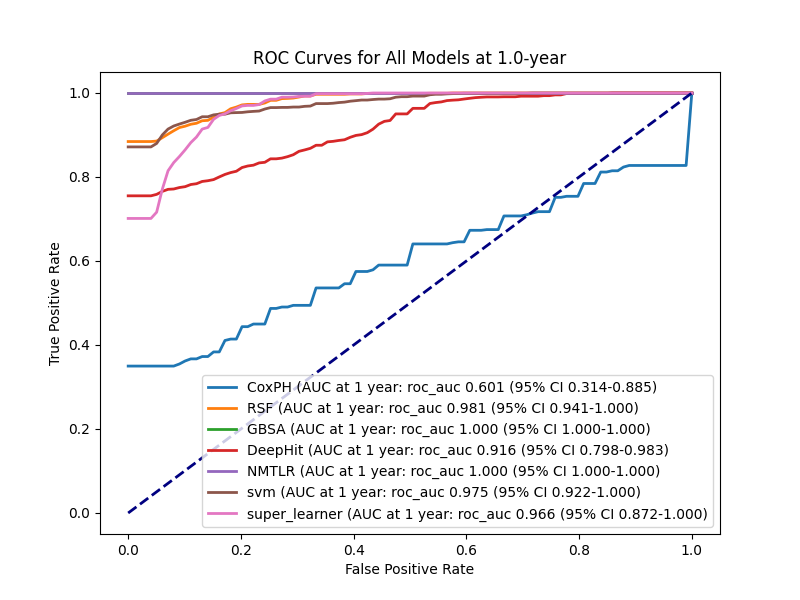 ROC Curves for All Models at 1.0-year
1.0
0.8
0.6
0.4
0.2
0.0
True Positive Rate
CoxPH (AUC at 1 year: roc_auc 0.601 (95% CI 0.314-0.885)
RSF (AUC at 1 year: roc_auc 0.981 (95% CI 0.941-1.000)
GBSA (AUC at 1 year: roc_auc 1.000 (95% CI 1.000-1.000)
DeepHit (AUC at 1 year: roc_auc 0.916 (95% CI 0.798-0.983)
NMTLR (AUC at 1 year: roc_auc 1.000 (95% CI 1.000-1.000)
svm (AUC at 1 year: roc_auc 0.975 (95% CI 0.922-1.000)
super_learner (AUC at 1 year: roc_auc 0.966 (95% CI 0.872-1.000)
0.0 0.2 0.4 0.6 0.8 1.0
False Positive Rate